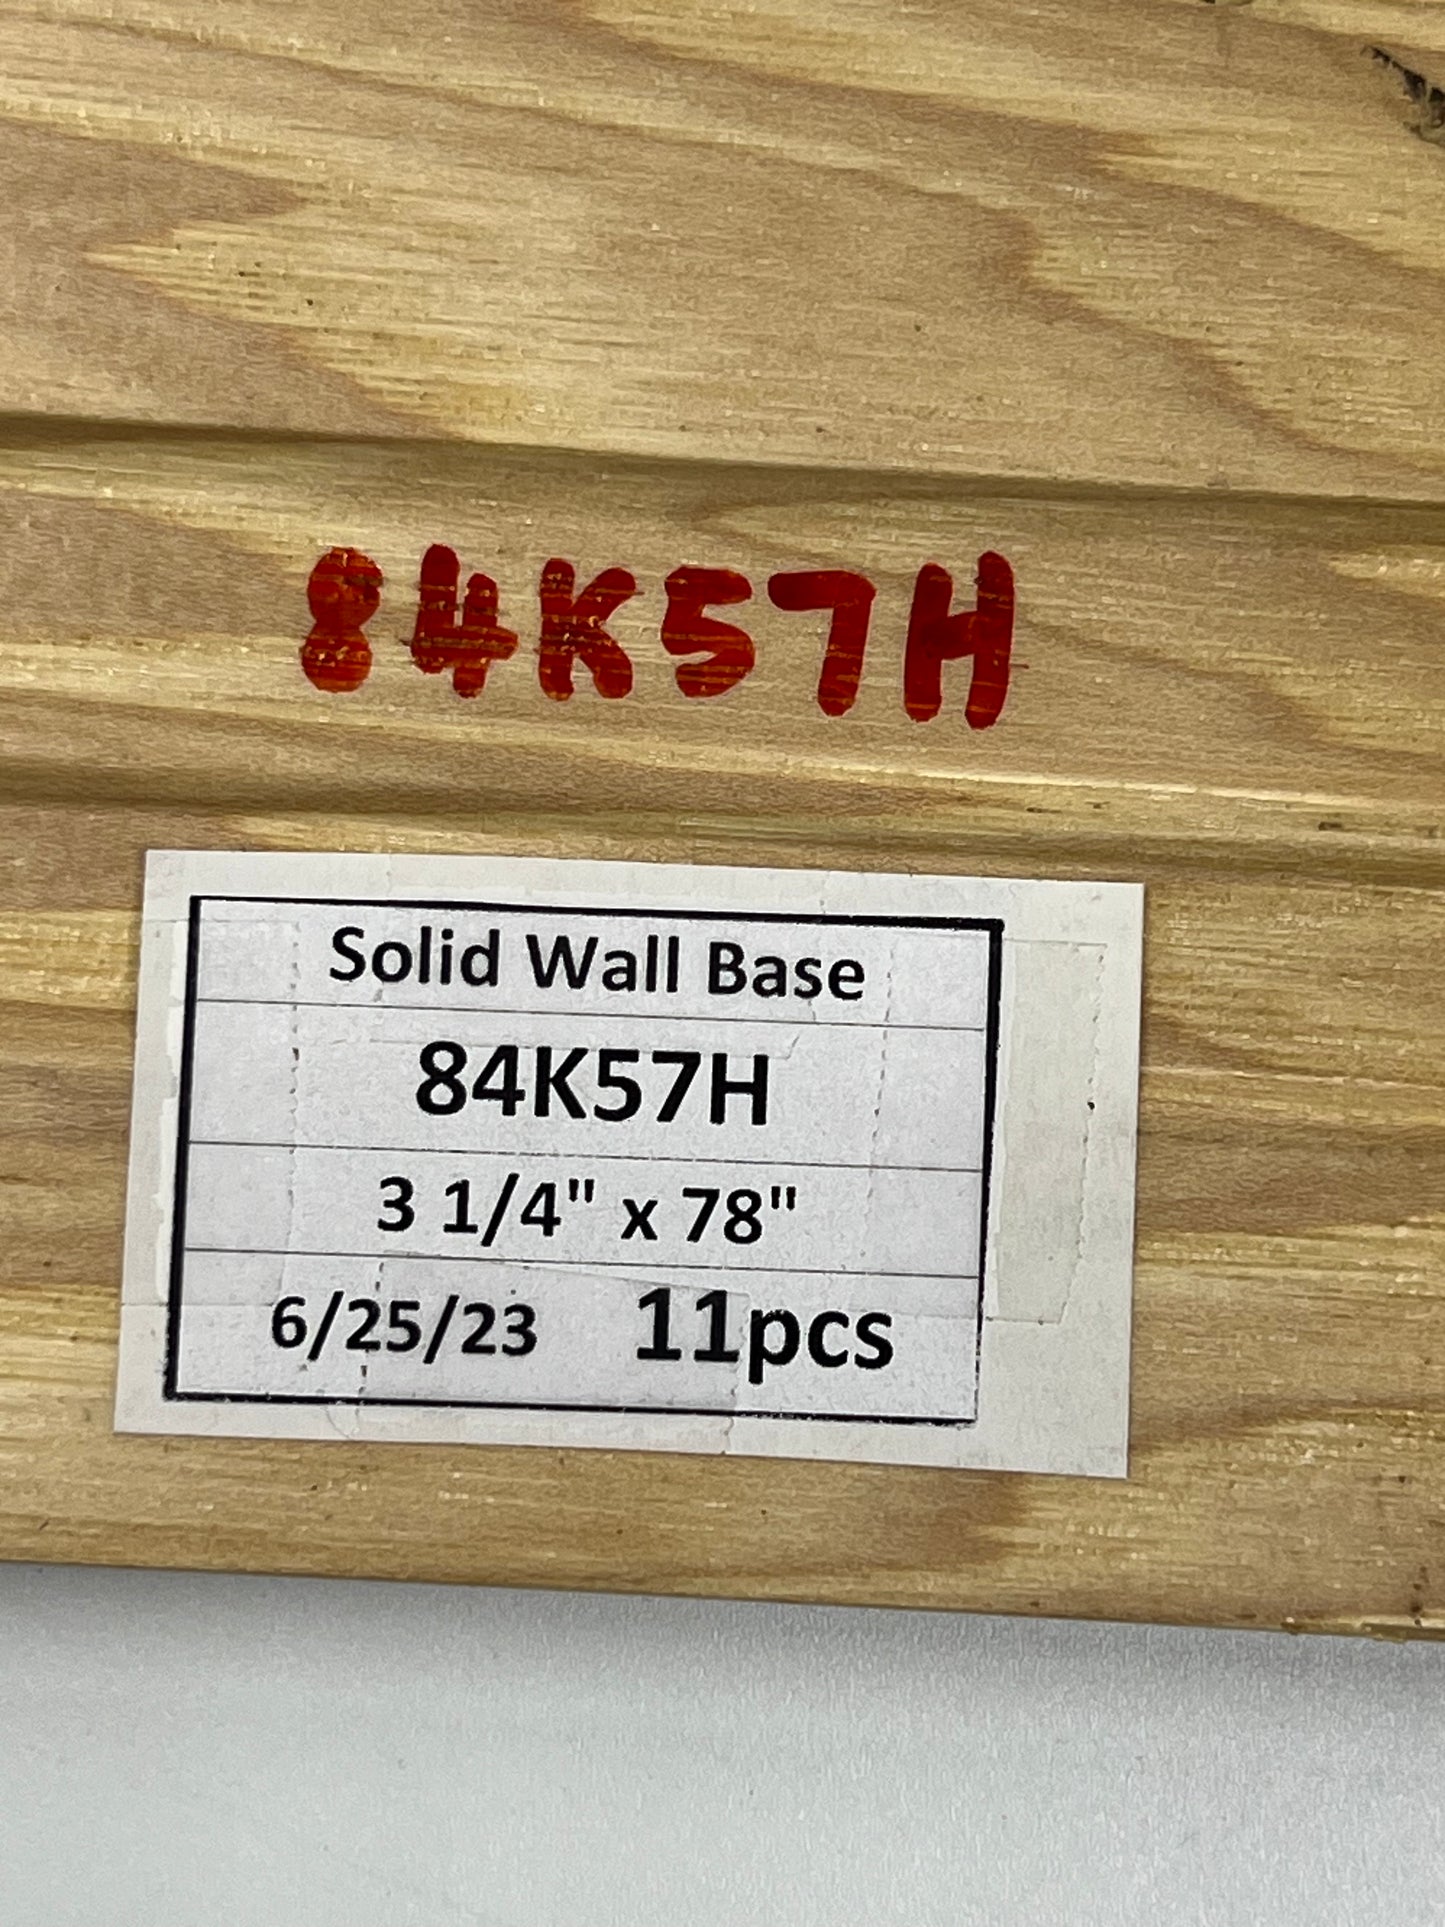 84K57H
Solid Wall Base
84K57H
3 1/4" x 78"
6/25/23 11pcs